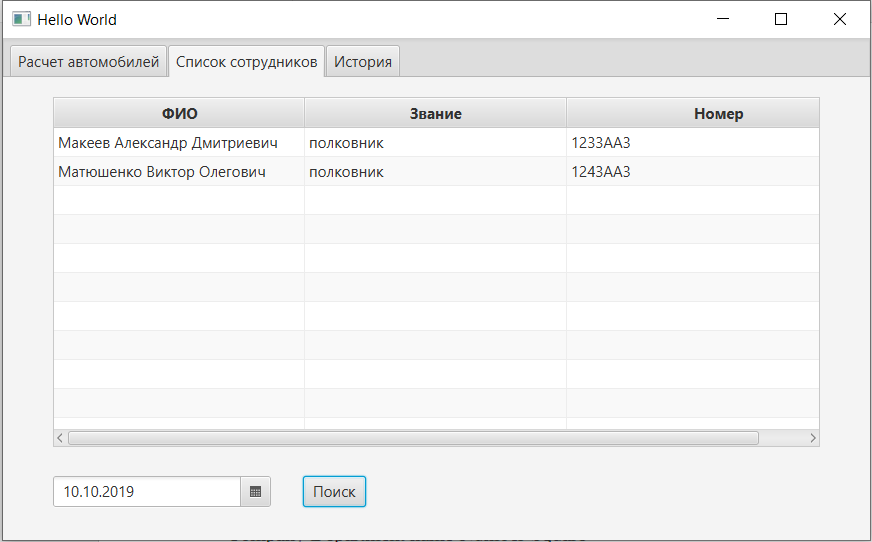 Hello World
Расчет автомобилей Список сотрудников История
ФИО Звание Номер
Макеев Александр Дмитриевич полковник 1233АА3
Матюшенко Виктор Олегович полковник 1243АА3
10.10.2019 Поиск